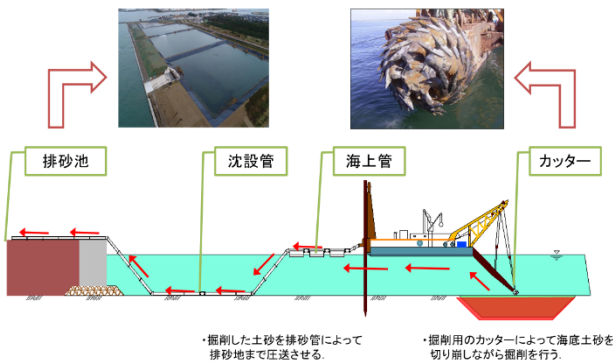 排砂池
沈設管
海上管
カッター
・掘削した土砂を排砂管によって
排砂地まで圧送させる.
・掘削用のカッターによって海底土砂を
切り崩しながら掘削を行う.